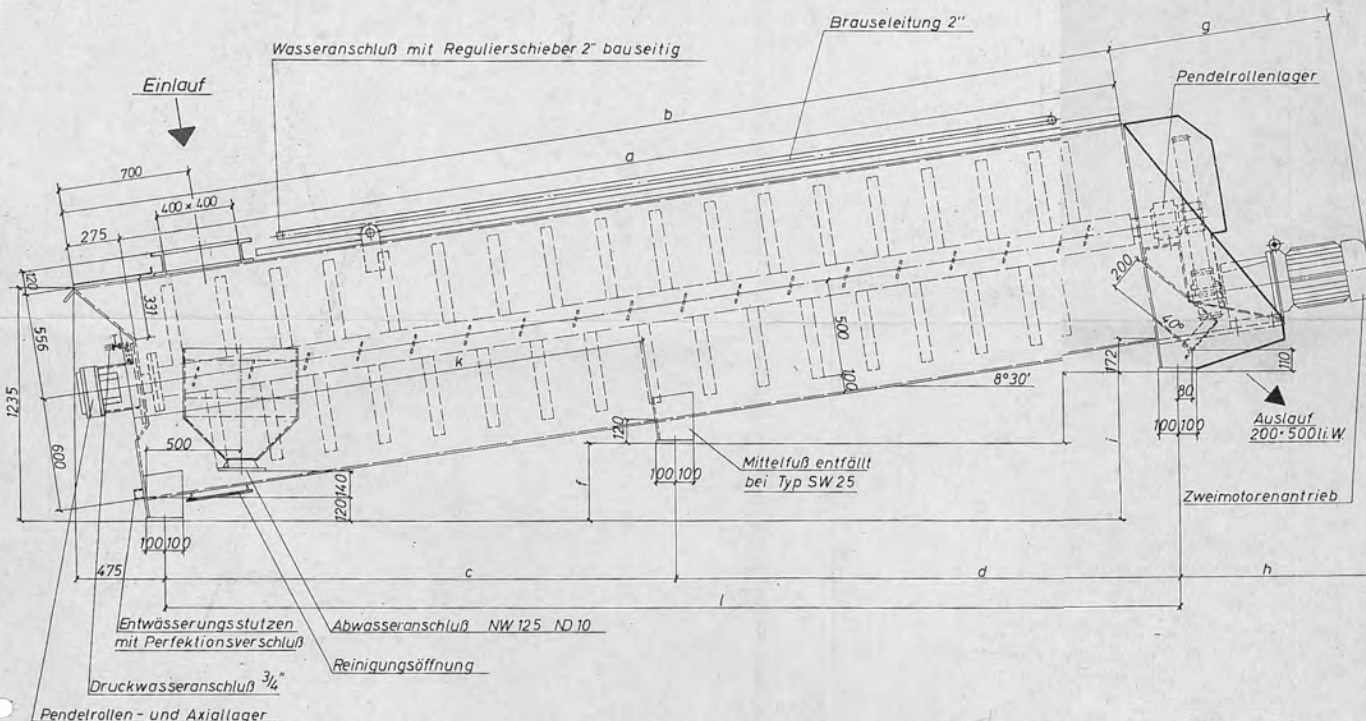 Brauseleitung 2"
g
Wasseranschluß mit Regulierschieber 2" bauseitig
Pendelrollenlager
Einlauf
b
a
700
400 × 400
275
120
331
200
40°
556
500
k
1235
172
110
8°30'
100
80
600
500
120
100 100
Auslauf
200·500 li.W.
i
f
Mittelfuß entfällt
bei Typ SW 25
100 100
140
120
Zweimotorenantrieb
100 100
475
c
d
h
l
Entwässerungsstutzen
mit Perfektionsverschluß
Abwasseranschluß NW 125 ND 10
Reinigungsöffnung
Druckwasseranschluß 3/4"
Pendelrollen - und Axiallager